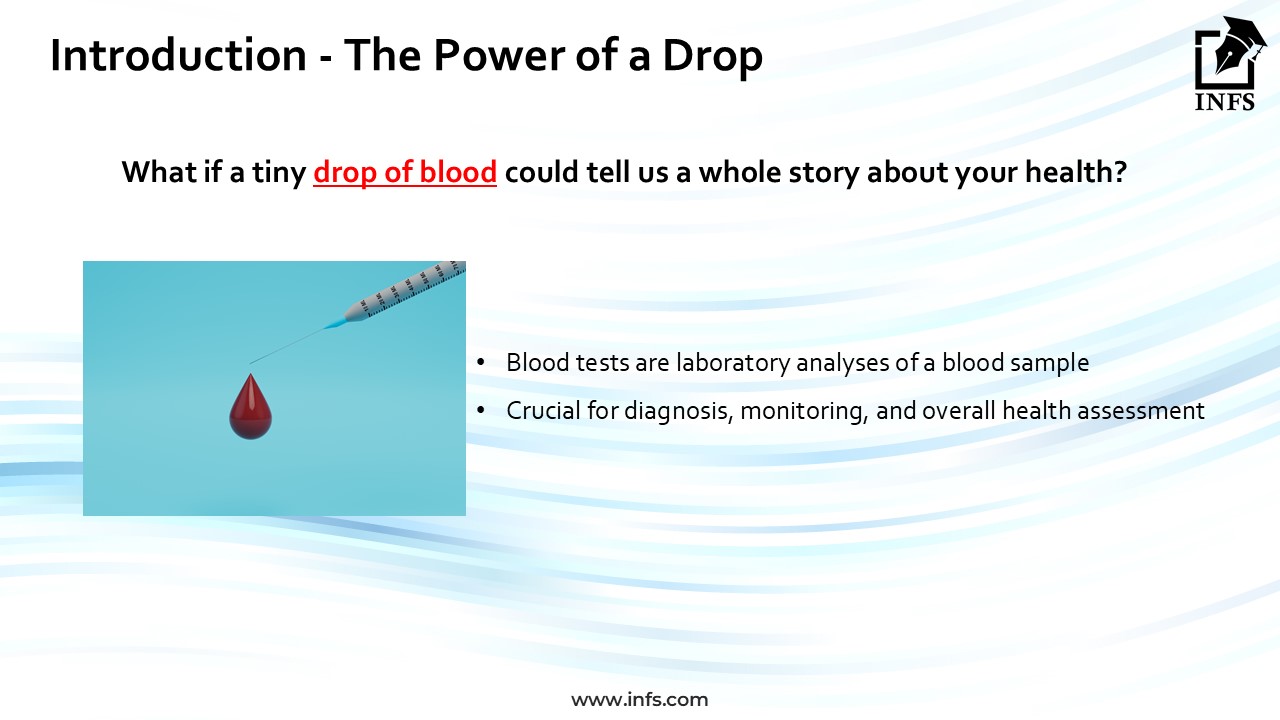 Introduction - The Power of a Drop
INFS
What if a tiny drop of blood could tell us a whole story about your health?
• Blood tests are laboratory analyses of a blood sample
• Crucial for diagnosis, monitoring, and overall health assessment
www.infs.com